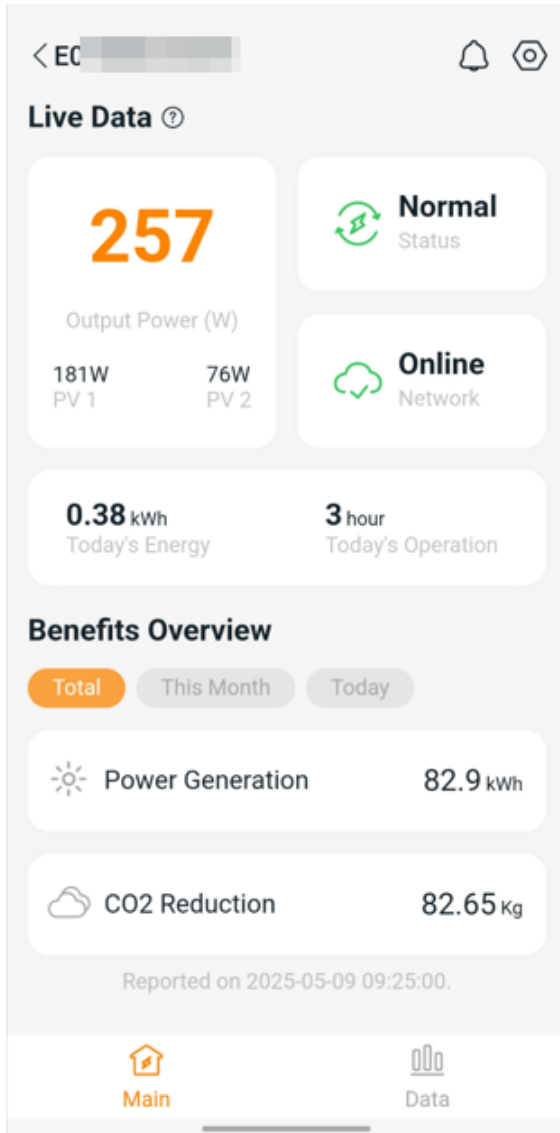 E0
Live Data
257
Output Power (W)
181W 76W
PV 1 PV 2
Normal
Status
Online
Network
0.38 kWh
Today's Energy
3 hour
Today's Operation
Benefits Overview
Total This Month Today
Power Generation 82.9 kWh
CO2 Reduction 82.65 Kg
Reported on 2025-05-09 09:25:00.
Main Data